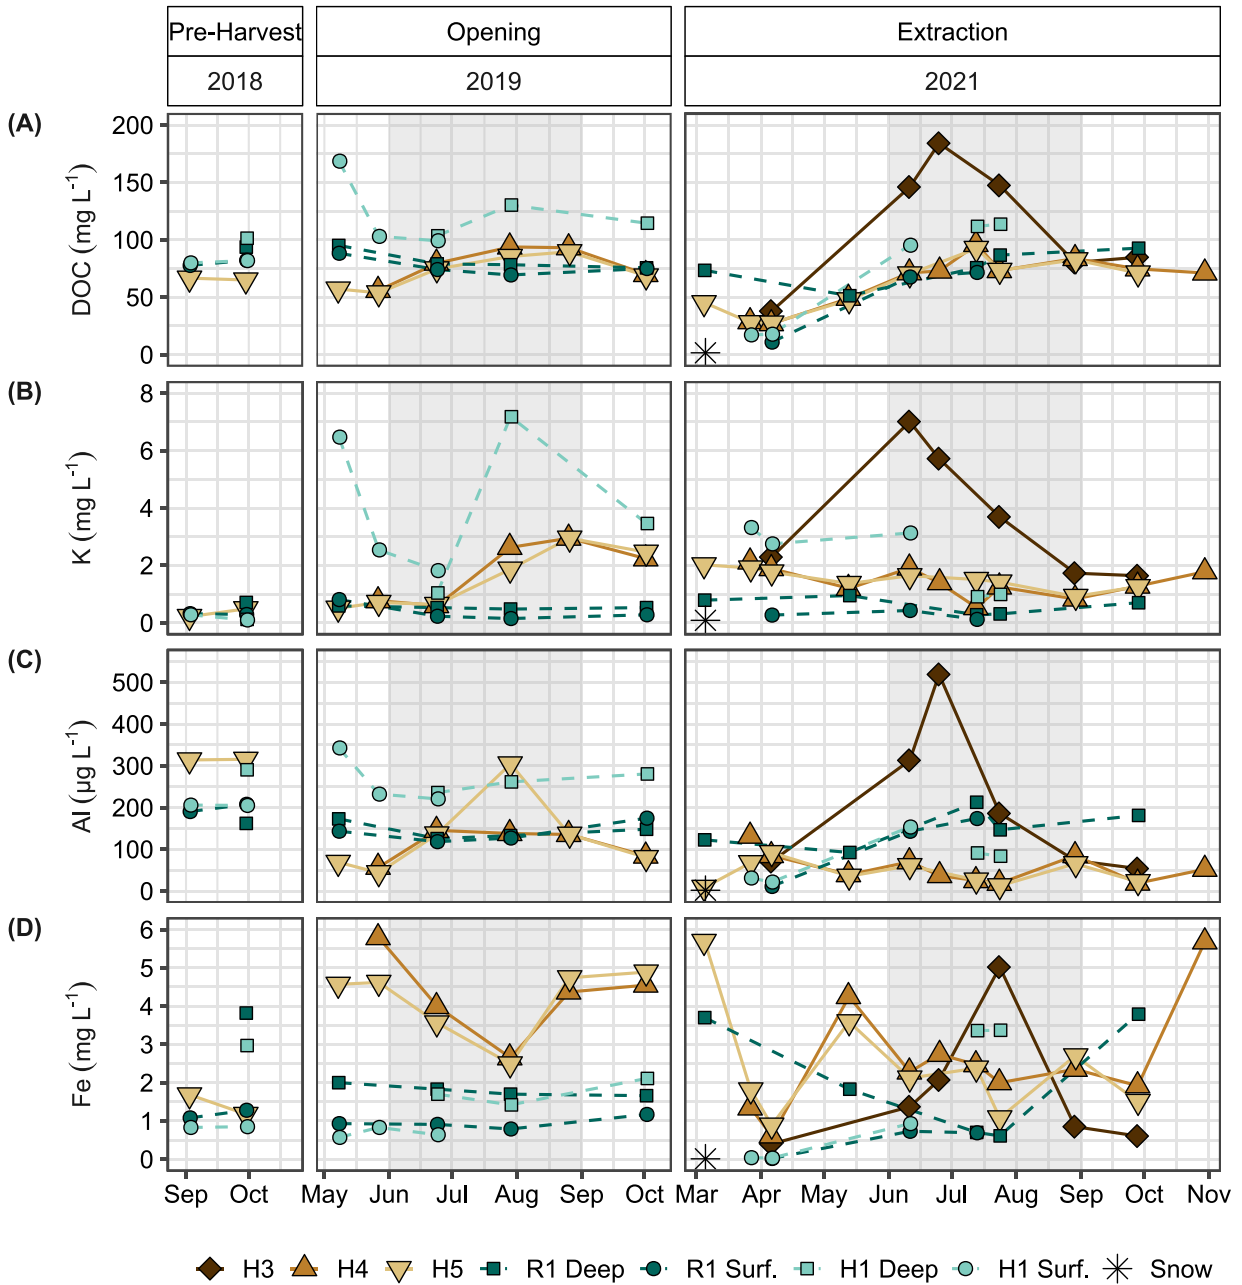 Pre-Harvest Opening Extraction
2018 2019 2021
(A)
DOC (mg L⁻¹)
200
150
100
50
0
(B)
K (mg L⁻¹)
8
6
4
2
0
(C)
Al (µg L⁻¹)
500
400
300
200
100
0
(D)
Fe (mg L⁻¹)
6
5
4
3
2
1
0
Sep Oct May Jun Jul Aug Sep Oct Mar Apr May Jun Jul Aug Sep Oct Nov
H3 H4 H5 R1 Deep R1 Surf. H1 Deep H1 Surf. Snow